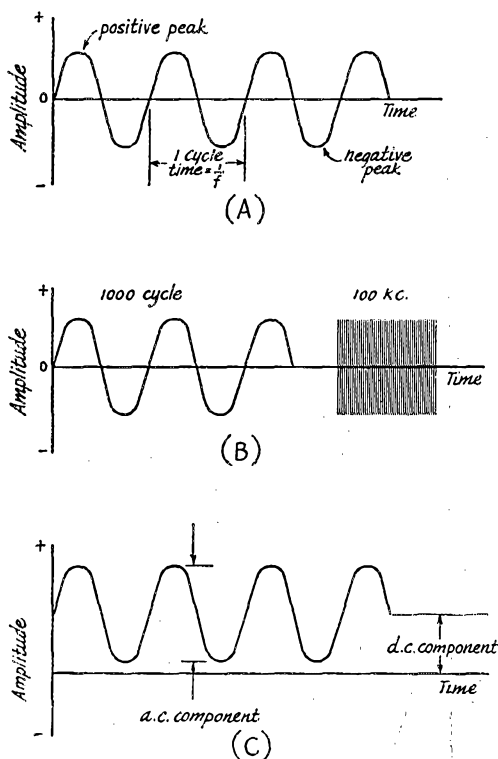 +
positive peak
Amplitude
0
Time
1 cycle
time = 1/f
negative
peak
-
(A)
+
1000 cycle
100 kc.
Amplitude
0
Time
-
(B)
+
Amplitude
d.c. component
Time
a.c. component
-
(C)